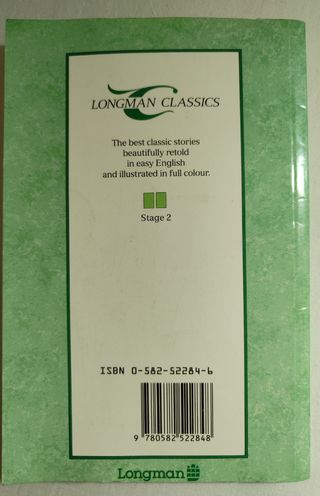 LONGMAN CLASSICS
The best classic stories
beautifully retold
in easy English
and illustrated in full colour.
Stage 2
ISBN 0-582-52284-6
9 780582 522848
Longman